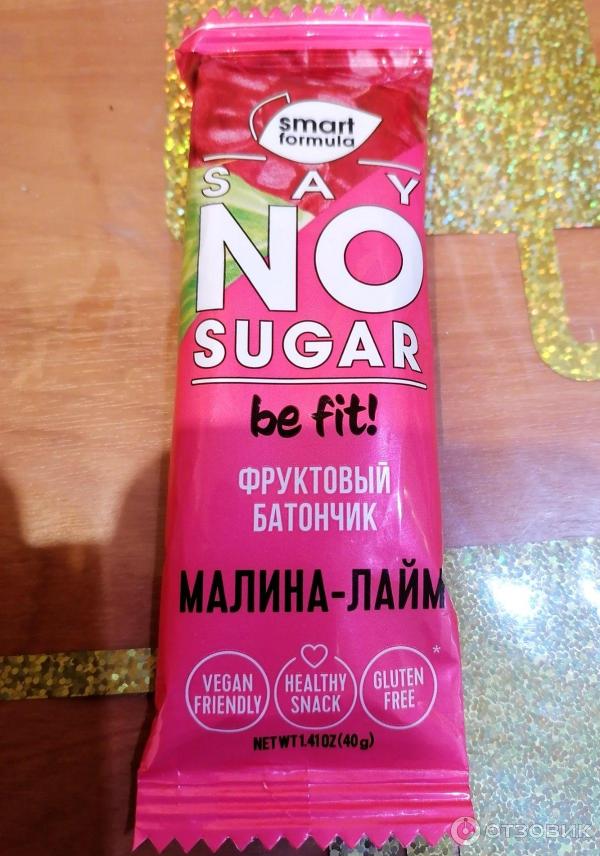 smart
formula
SAY
NO
SUGAR
be fit!
ФРУКТОВЫЙ
БАТОНЧИК
МАЛИНА-ЛАЙМ
VEGAN
FRIENDLY
HEALTHY
SNACK
GLUTEN
FREE
*
NET WT 1.41 OZ (40g)
ОТЗОВИК